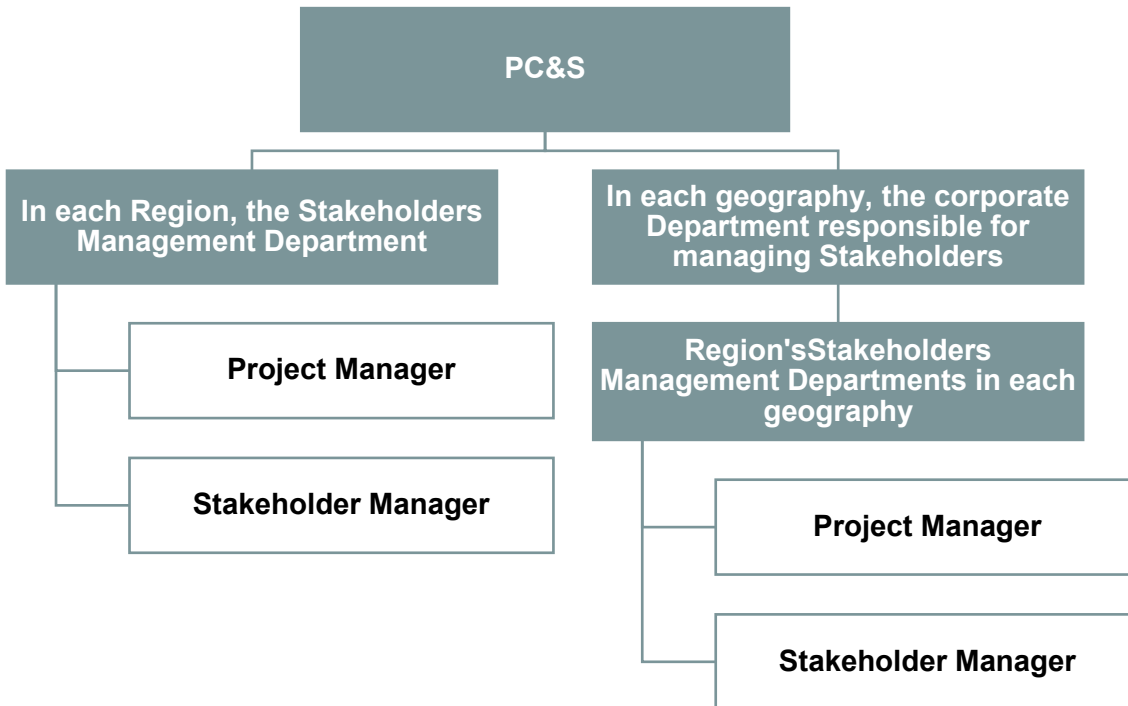 PC&S
In each Region, the Stakeholders
Management Department
Project Manager
Stakeholder Manager
In each geography, the corporate
Department responsible for
managing Stakeholders
Region'sStakeholders
Management Departments in each
geography
Project Manager
Stakeholder Manager